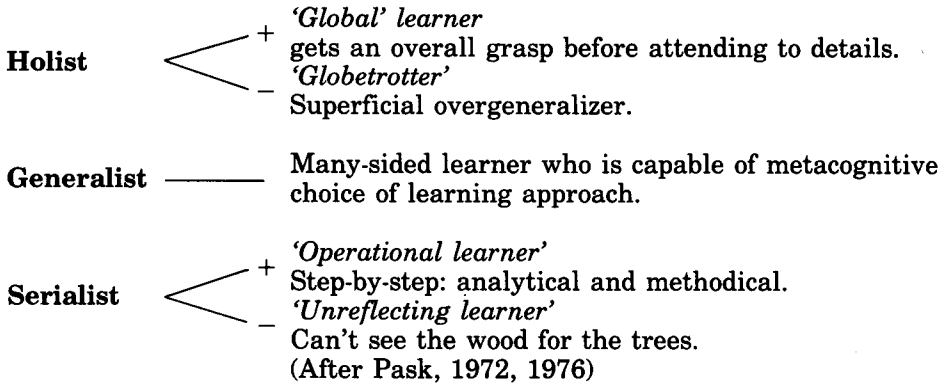 Holist
+ 'Global' learner
gets an overall grasp before attending to details.
'Globetrotter'
− Superficial overgeneralizer.
Generalist
Many-sided learner who is capable of metacognitive
choice of learning approach.
Serialist
+ 'Operational learner'
Step-by-step: analytical and methodical.
'Unreflecting learner'
− Can't see the wood for the trees.
(After Pask, 1972, 1976)